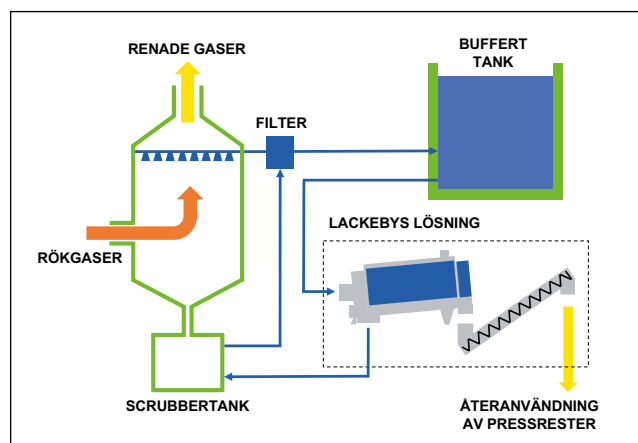 RENADE GASER
BUFFERT
TANK
FILTER
LACKEBYS LÖSNING
RÖKGASER
SCRUBBERTANK
ÅTERANVÄNDNING
AV PRESSRESTER